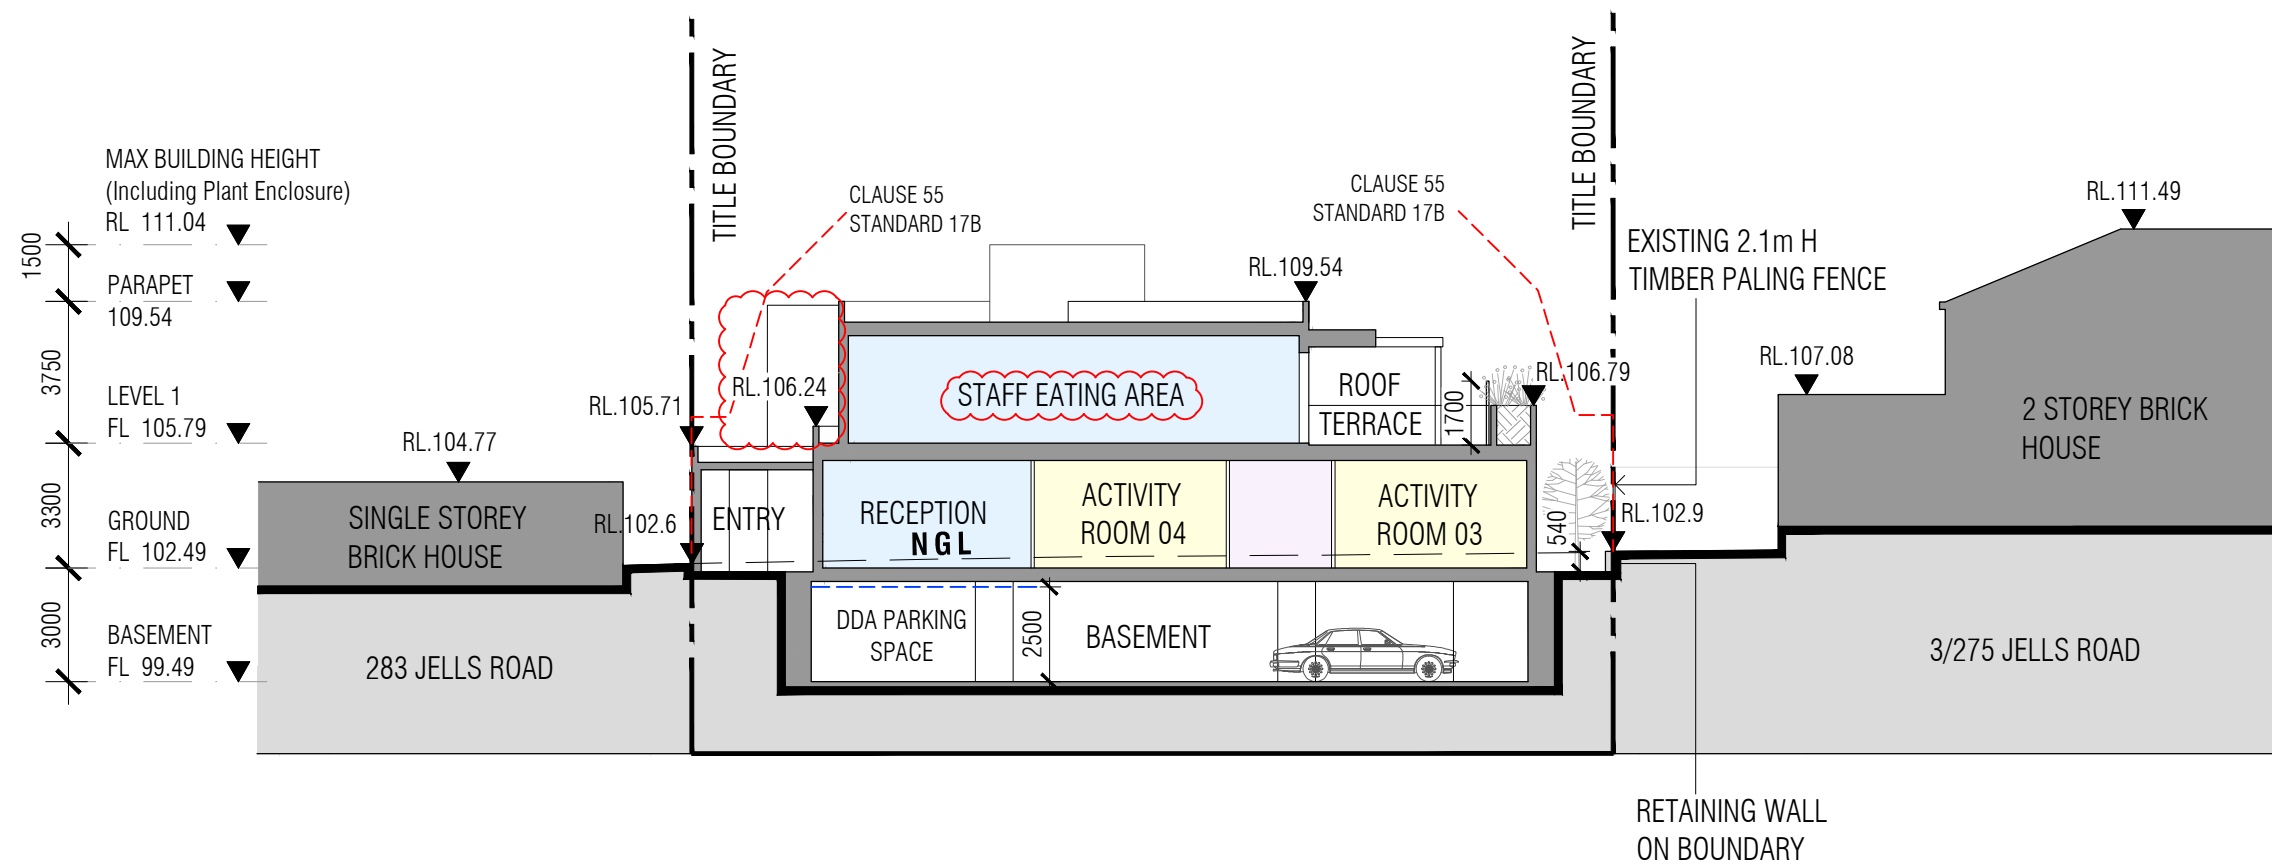 MAX BUILDING HEIGHT
(Including Plant Enclosure)
RL 111.04
1500
PARAPET
109.54
3750
LEVEL 1
FL 105.79
3300
GROUND
FL 102.49
3000
BASEMENT
FL 99.49
TITLE BOUNDARY
CLAUSE 55
STANDARD 17B
CLAUSE 55
STANDARD 17B
TITLE BOUNDARY
RL.111.49
EXISTING 2.1m H
TIMBER PALING FENCE
RL.109.54
RL.107.08
RL.106.79
RL.106.24
RL.105.71
RL.104.77
STAFF EATING AREA
ROOF
TERRACE
1700
2 STOREY BRICK
HOUSE
SINGLE STOREY
BRICK HOUSE
RL.102.6
ENTRY
RECEPTION
NGL
ACTIVITY
ROOM 04
ACTIVITY
ROOM 03
540
RL.102.9
DDA PARKING
SPACE
2500
BASEMENT
283 JELLS ROAD
3/275 JELLS ROAD
RETAINING WALL
ON BOUNDARY